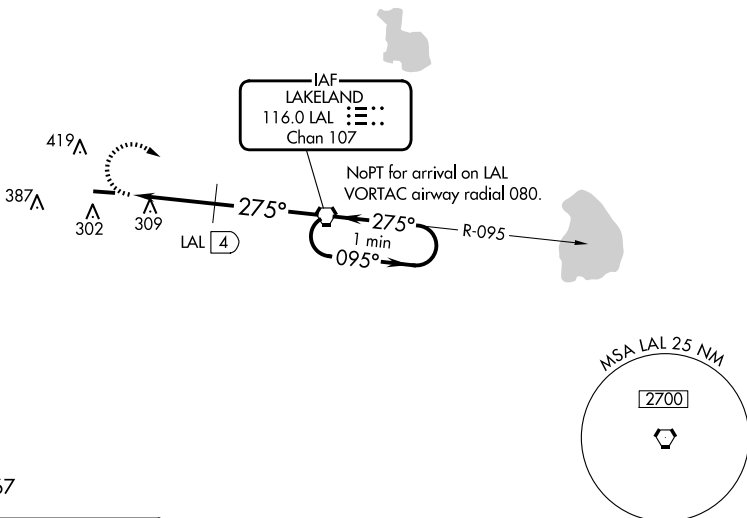 IAF
LAKELAND
116.0 LAL
Chan 107
419
NoPT for arrival on LAL
VORTAC airway radial 080.
387
302
309
275°
275°
R-095
1 min
LAL 4
095°
MSA LAL 25 NM
2700